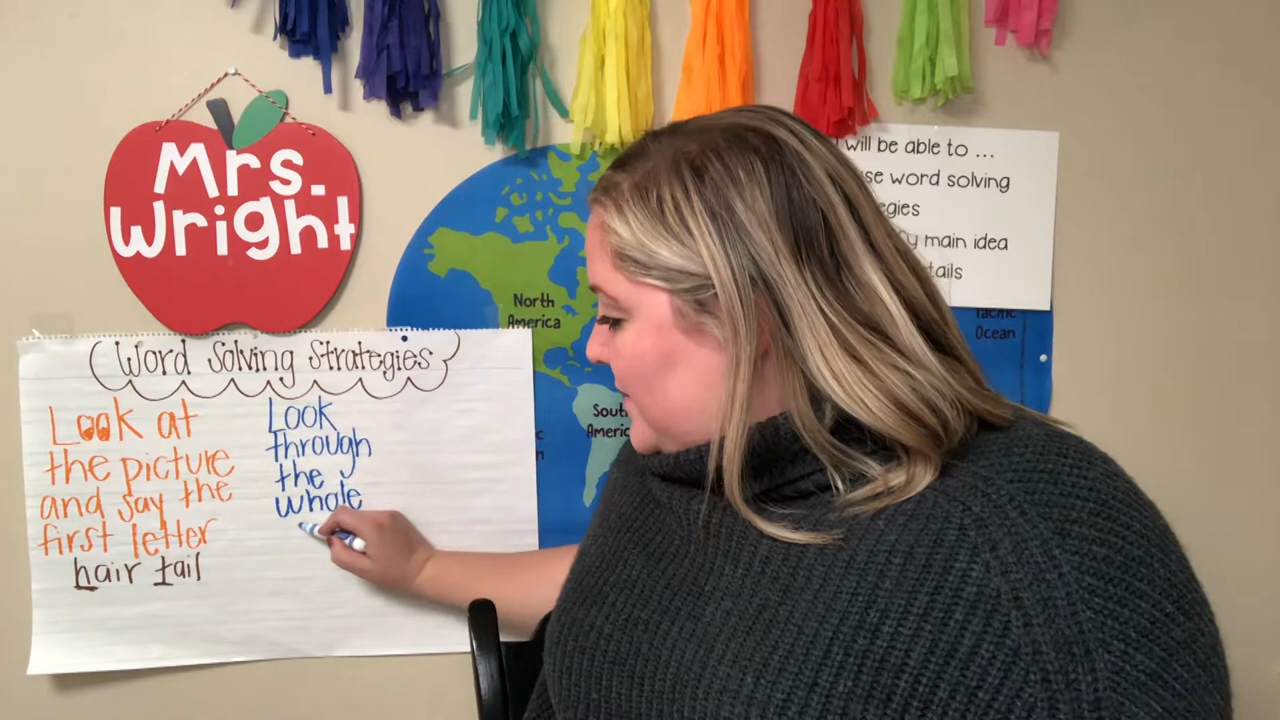 Mrs.
Wright
Word Solving Strategies
Look at
the picture
and say the
first letter
hair tail
Look
through
the
whole
North
America
South
America
will be able to ...
word solving
main idea
Pacific
Ocean